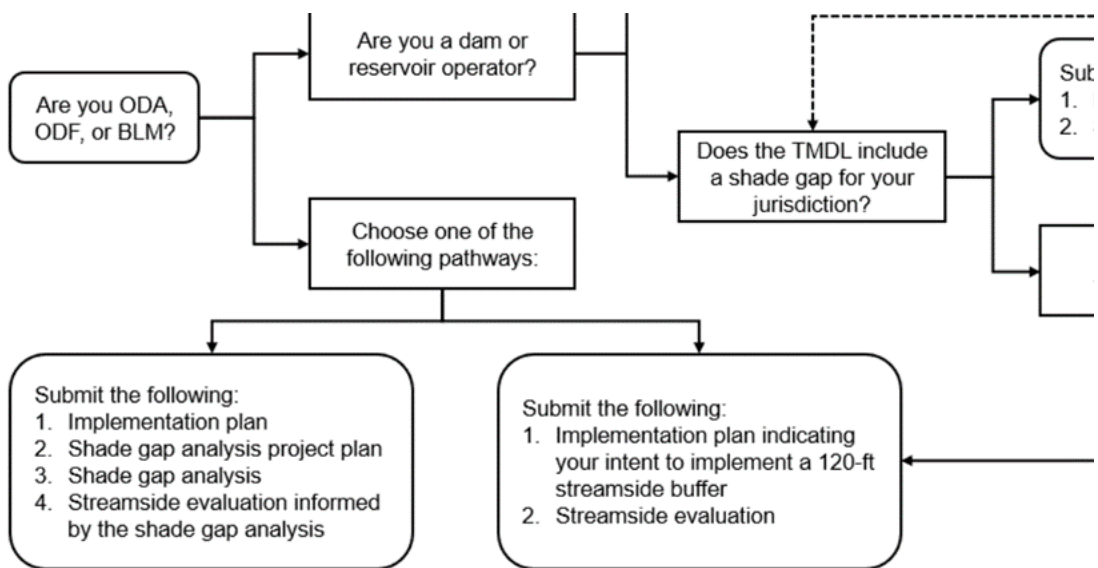 Are you a dam or
reservoir operator?
Are you ODA,
ODF, or BLM?
Sub
1.
2.
Does the TMDL include
a shade gap for your
jurisdiction?
Choose one of the
following pathways:
Submit the following:
1. Implementation plan
2. Shade gap analysis project plan
3. Shade gap analysis
4. Streamside evaluation informed
by the shade gap analysis
Submit the following:
1. Implementation plan indicating
your intent to implement a 120-ft
streamside buffer
2. Streamside evaluation